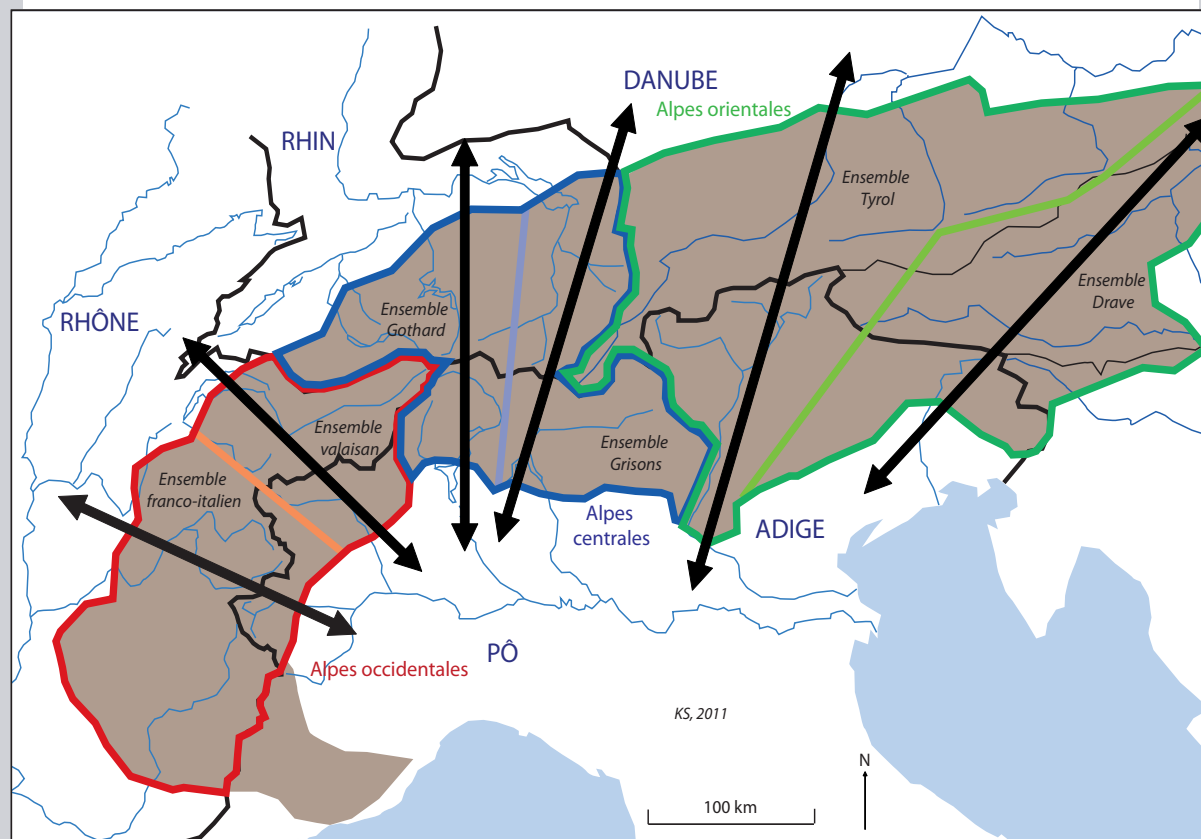 DANUBE
Alpes orientales
RHIN
Ensemble
Tyrol
Ensemble
Drave
RHÔNE
Ensemble
Gothard
Ensemble
valaisan
Ensemble
Grisons
Ensemble
franco-italien
Alpes
centrales
ADIGE
PÔ
Alpes occidentales
KS, 2011
N
100 km